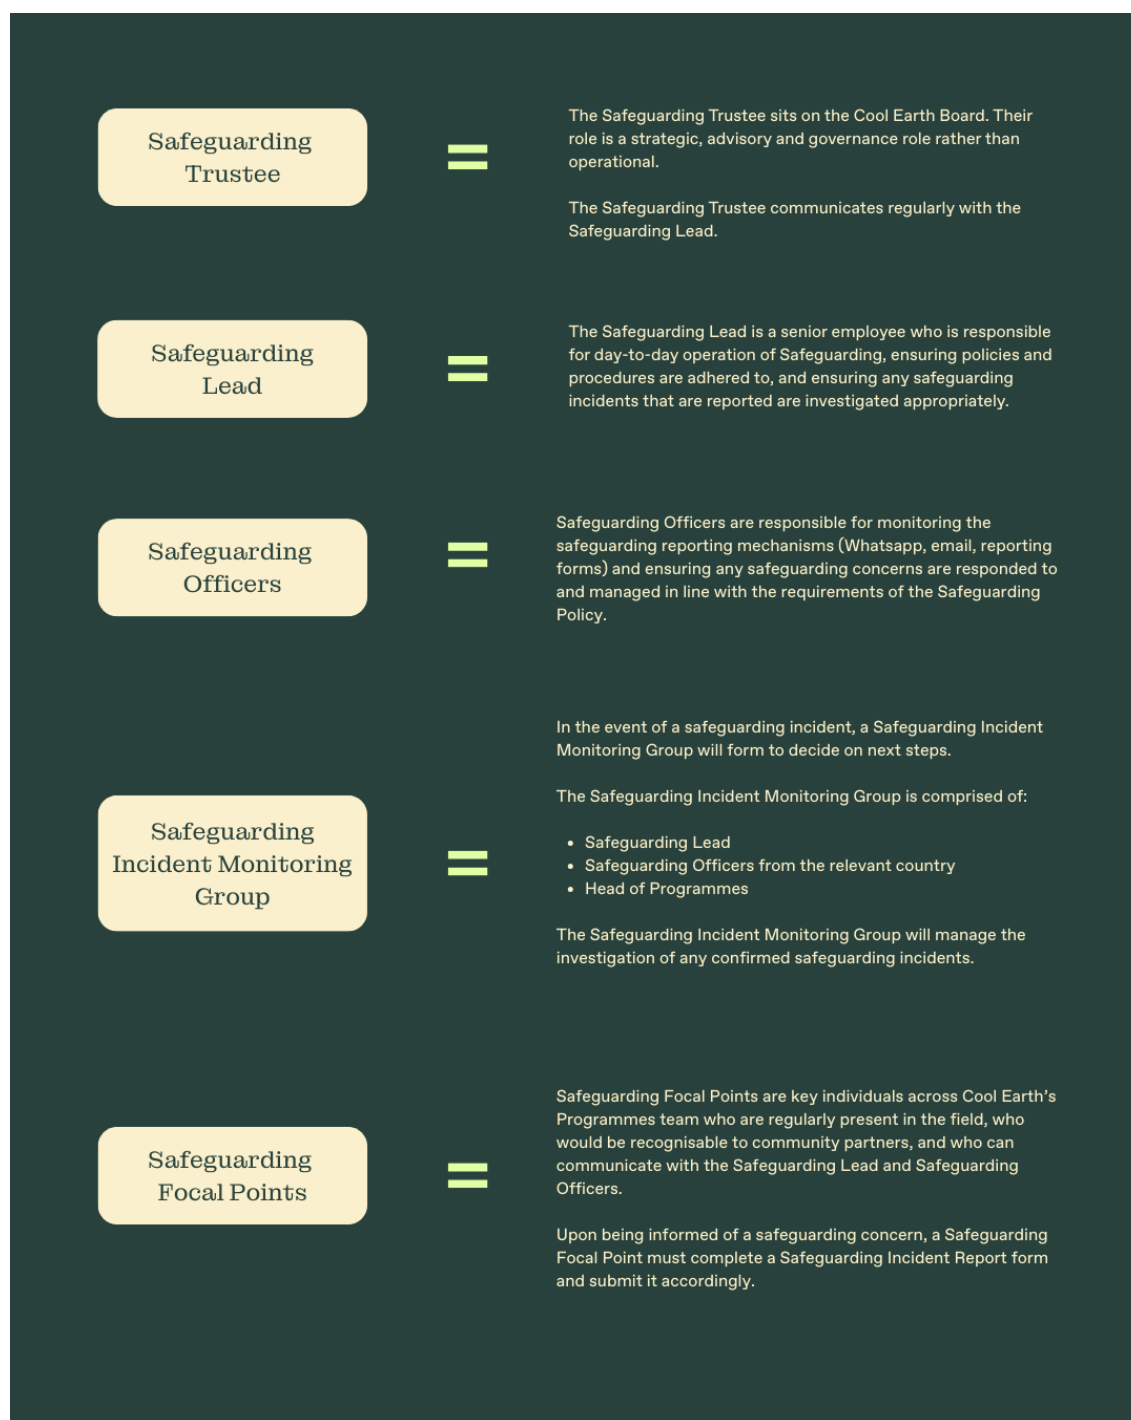 Safeguarding
Trustee
=
The Safeguarding Trustee sits on the Cool Earth Board. Their
role is a strategic, advisory and governance role rather than
operational.
The Safeguarding Trustee communicates regularly with the
Safeguarding Lead.
Safeguarding
Lead
=
The Safeguarding Lead is a senior employee who is responsible
for day-to-day operation of Safeguarding, ensuring policies and
procedures are adhered to, and ensuring any safeguarding
incidents that are reported are investigated appropriately.
Safeguarding
Officers
=
Safeguarding Officers are responsible for monitoring the
safeguarding reporting mechanisms (Whatsapp, email, reporting
forms) and ensuring any safeguarding concerns are responded to
and managed in line with the requirements of the Safeguarding
Policy.
Safeguarding
Incident Monitoring
Group
=
In the event of a safeguarding incident, a Safeguarding Incident
Monitoring Group will form to decide on next steps.
The Safeguarding Incident Monitoring Group is comprised of:
• Safeguarding Lead
• Safeguarding Officers from the relevant country
• Head of Programmes
The Safeguarding Incident Monitoring Group will manage the
investigation of any confirmed safeguarding incidents.
Safeguarding
Focal Points
=
Safeguarding Focal Points are key individuals across Cool Earth’s
Programmes team who are regularly present in the field, who
would be recognisable to community partners, and who can
communicate with the Safeguarding Lead and Safeguarding
Officers.
Upon being informed of a safeguarding concern, a Safeguarding
Focal Point must complete a Safeguarding Incident Report form
and submit it accordingly.